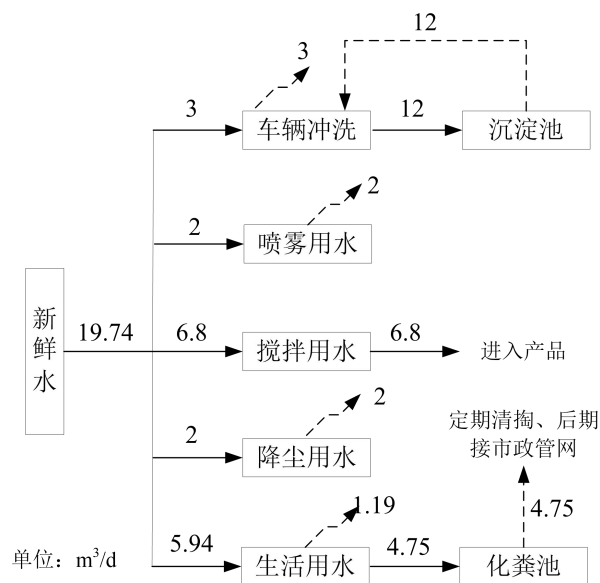 12
3
3
车辆冲洗
12
沉淀池
2
2
喷雾用水
新鲜水
19.74
6.8
搅拌用水
6.8
进入产品
2
2
降尘用水
定期清掏、后期
接市政管网
1.19
4.75
5.94
生活用水
4.75
化粪池
单位：m³/d